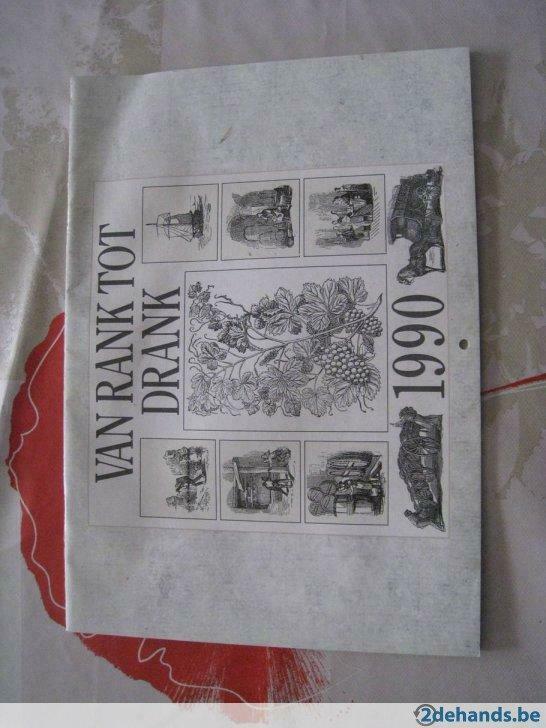 VAN RANK TOT
DRANK
1990
2dehands.be